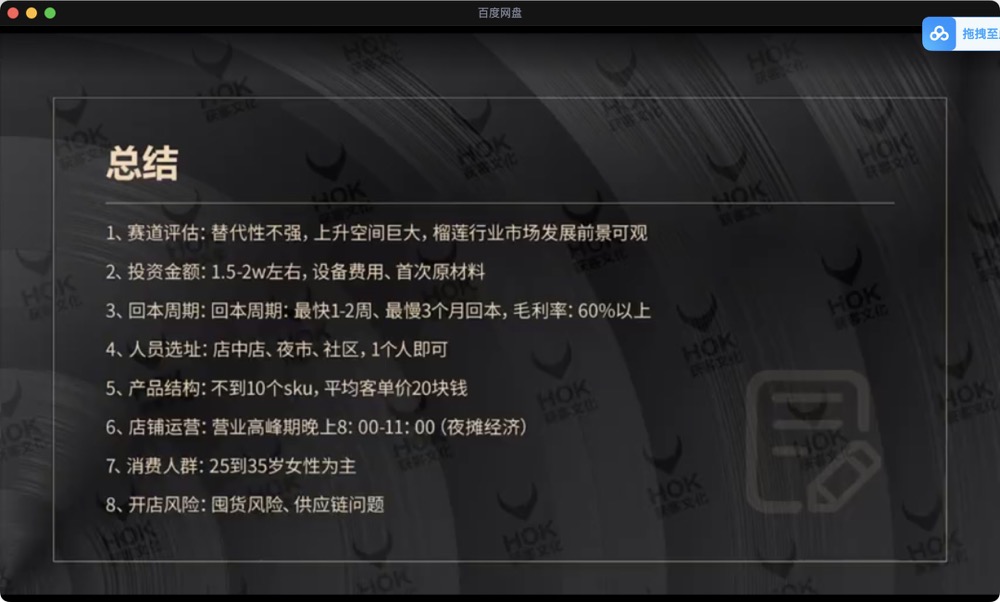 百度网盘
拖拽至
总结
1、赛道评估：替代性不强，上升空间巨大，榴莲行业市场发展前景可观
2、投资金额：1.5-2w左右，设备费用、首次原材料
3、回本周期：回本周期：最快1-2周、最慢3个月回本，毛利率：60%以上
4、人员选址：店中店、夜市、社区，1个人即可
5、产品结构：不到10个sku，平均客单价20块钱
6、店铺运营：营业高峰期晚上8：00-11：00（夜摊经济）
7、消费人群：25到35岁女性为主
8、开店风险：囤货风险、供应链问题
HOK